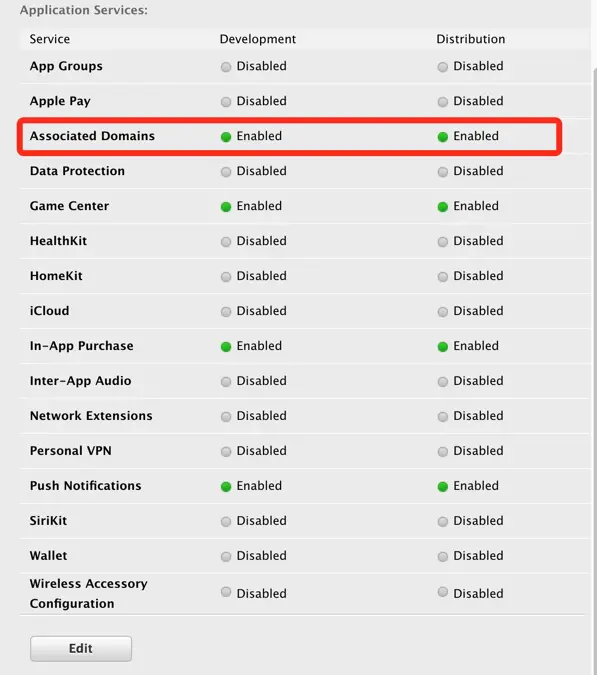 Application Services:
Service Development Distribution
App Groups Disabled Disabled
Apple Pay Disabled Disabled
Associated Domains Enabled Enabled
Data Protection Disabled Disabled
Game Center Enabled Enabled
HealthKit Disabled Disabled
HomeKit Disabled Disabled
iCloud Disabled Disabled
In-App Purchase Enabled Enabled
Inter-App Audio Disabled Disabled
Network Extensions Disabled Disabled
Personal VPN Disabled Disabled
Push Notifications Enabled Enabled
SiriKit Disabled Disabled
Wallet Disabled Disabled
Wireless Accessory
Configuration Disabled Disabled
Edit